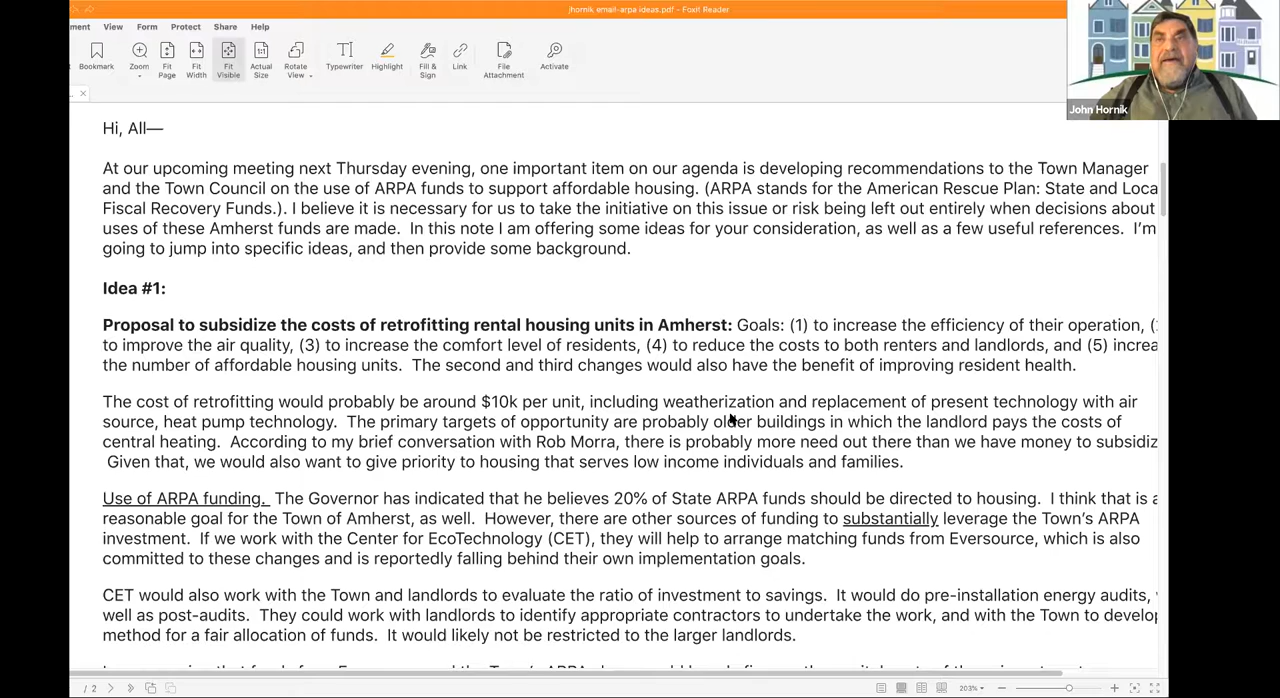 jhornik email-arpa ideas.pdf - Foxit Reader
ment View Form Protect Share Help
Bookmark Zoom Fit Page Fit Width Fit Visible Actual Size Rotate View Typewriter Highlight Fill & Sign Link File Attachment Activate
John Hornik
Hi, All—
At our upcoming meeting next Thursday evening, one important item on our agenda is developing recommendations to the Town Manager
and the Town Council on the use of ARPA funds to support affordable housing. (ARPA stands for the American Rescue Plan: State and Loca
Fiscal Recovery Funds.). I believe it is necessary for us to take the initiative on this issue or risk being left out entirely when decisions about
uses of these Amherst funds are made. In this note I am offering some ideas for your consideration, as well as a few useful references. I'm
going to jump into specific ideas, and then provide some background.
Idea #1:
Proposal to subsidize the costs of retrofitting rental housing units in Amherst: Goals: (1) to increase the efficiency of their operation, (
to improve the air quality, (3) to increase the comfort level of residents, (4) to reduce the costs to both renters and landlords, and (5) increa
the number of affordable housing units. The second and third changes would also have the benefit of improving resident health.
The cost of retrofitting would probably be around $10k per unit, including weatherization and replacement of present technology with air
source, heat pump technology. The primary targets of opportunity are probably older buildings in which the landlord pays the costs of
central heating. According to my brief conversation with Rob Morra, there is probably more need out there than we have money to subsidiz
Given that, we would also want to give priority to housing that serves low income individuals and families.
Use of ARPA funding. The Governor has indicated that he believes 20% of State ARPA funds should be directed to housing. I think that is a
reasonable goal for the Town of Amherst, as well. However, there are other sources of funding to substantially leverage the Town's ARPA
investment. If we work with the Center for EcoTechnology (CET), they will help to arrange matching funds from Eversource, which is also
committed to these changes and is reportedly falling behind their own implementation goals.
CET would also work with the Town and landlords to evaluate the ratio of investment to savings. It would do pre-installation energy audits,
well as post-audits. They could work with landlords to identify appropriate contractors to undertake the work, and with the Town to develop
method for a fair allocation of funds. It would likely not be restricted to the larger landlords.
/ 2 203%